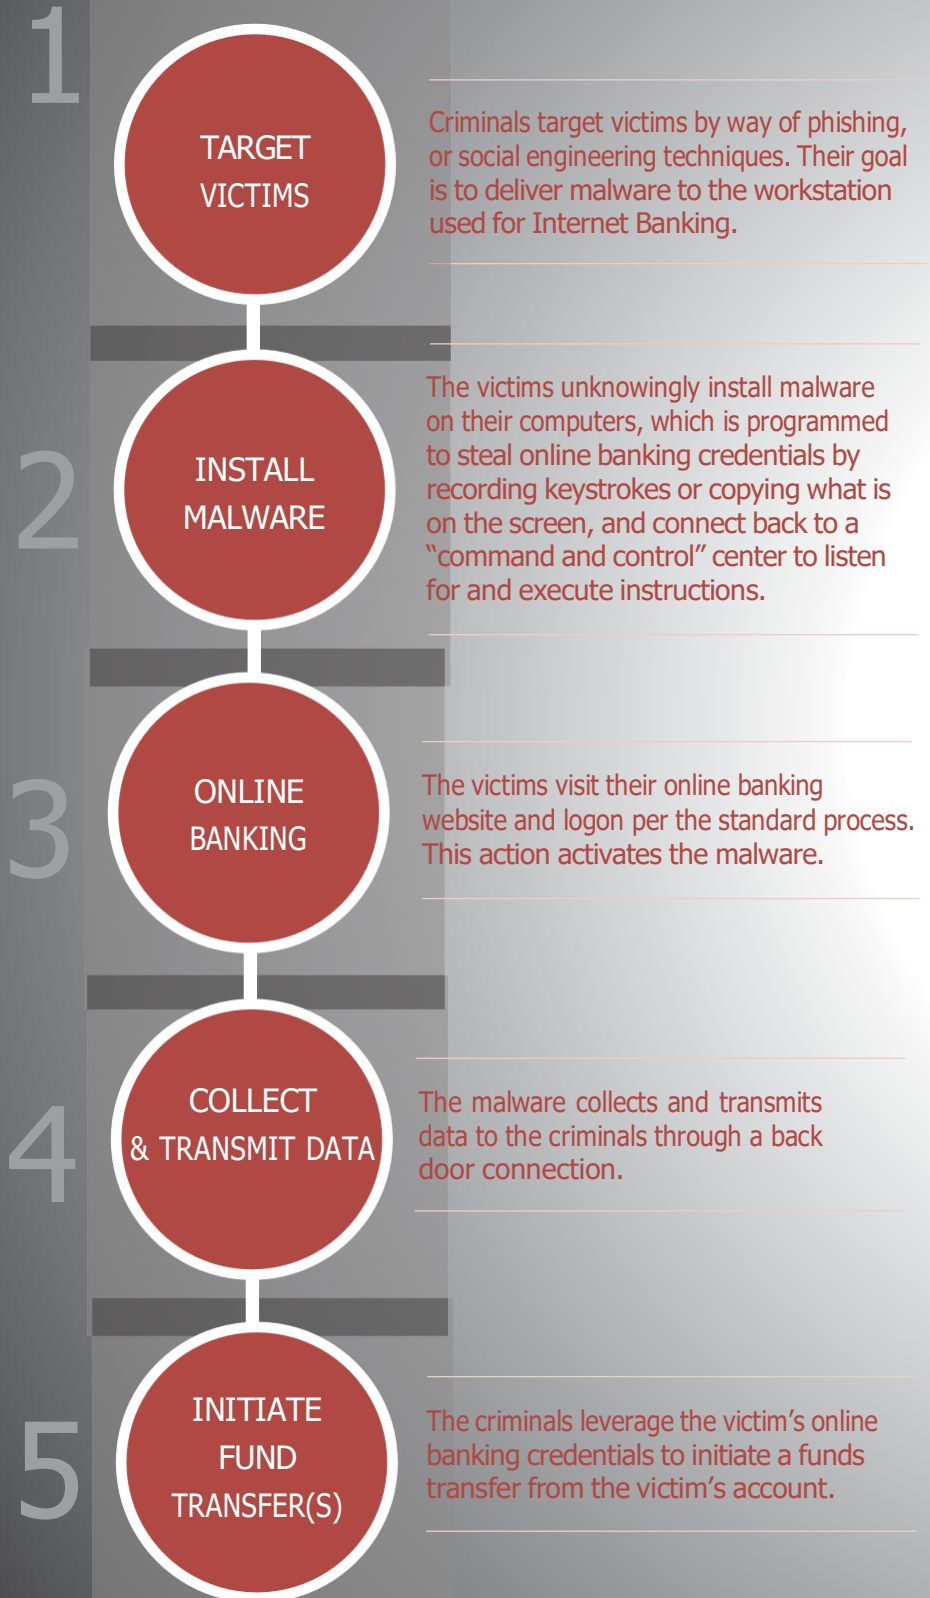 1
TARGET
VICTIMS
Criminals target victims by way of phishing,
or social engineering techniques. Their goal
is to deliver malware to the workstation
used for Internet Banking.
2
INSTALL
MALWARE
The victims unknowingly install malware
on their computers, which is programmed
to steal online banking credentials by
recording keystrokes or copying what is
on the screen, and connect back to a
“command and control” center to listen
for and execute instructions.
3
ONLINE
BANKING
The victims visit their online banking
website and logon per the standard process.
This action activates the malware.
4
COLLECT
& TRANSMIT DATA
The malware collects and transmits
data to the criminals through a back
door connection.
5
INITIATE
FUND
TRANSFER(S)
The criminals leverage the victim’s online
banking credentials to initiate a funds
transfer from the victim’s account.